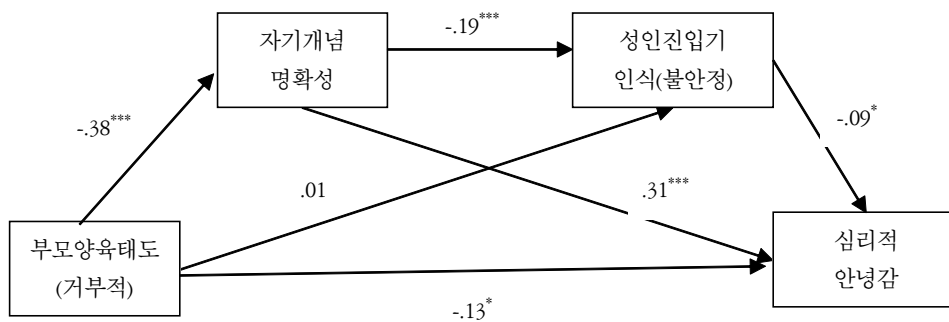 자기개념
명확성
-.19***
성인진입기
인식(불안정)
-.38***
-.09*
.01
.31***
부모양육태도
(거부적)
심리적
안녕감
-.13*